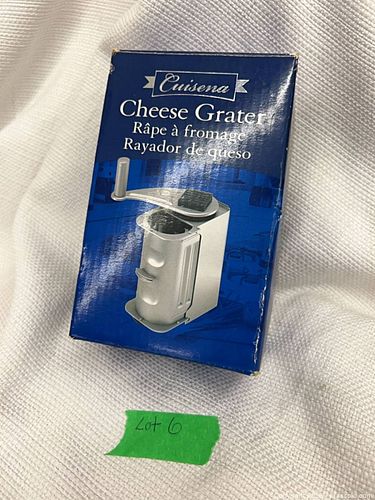 Cuisena
Cheese Grater
Râpe à fromage
Rayador de queso
Lot 6